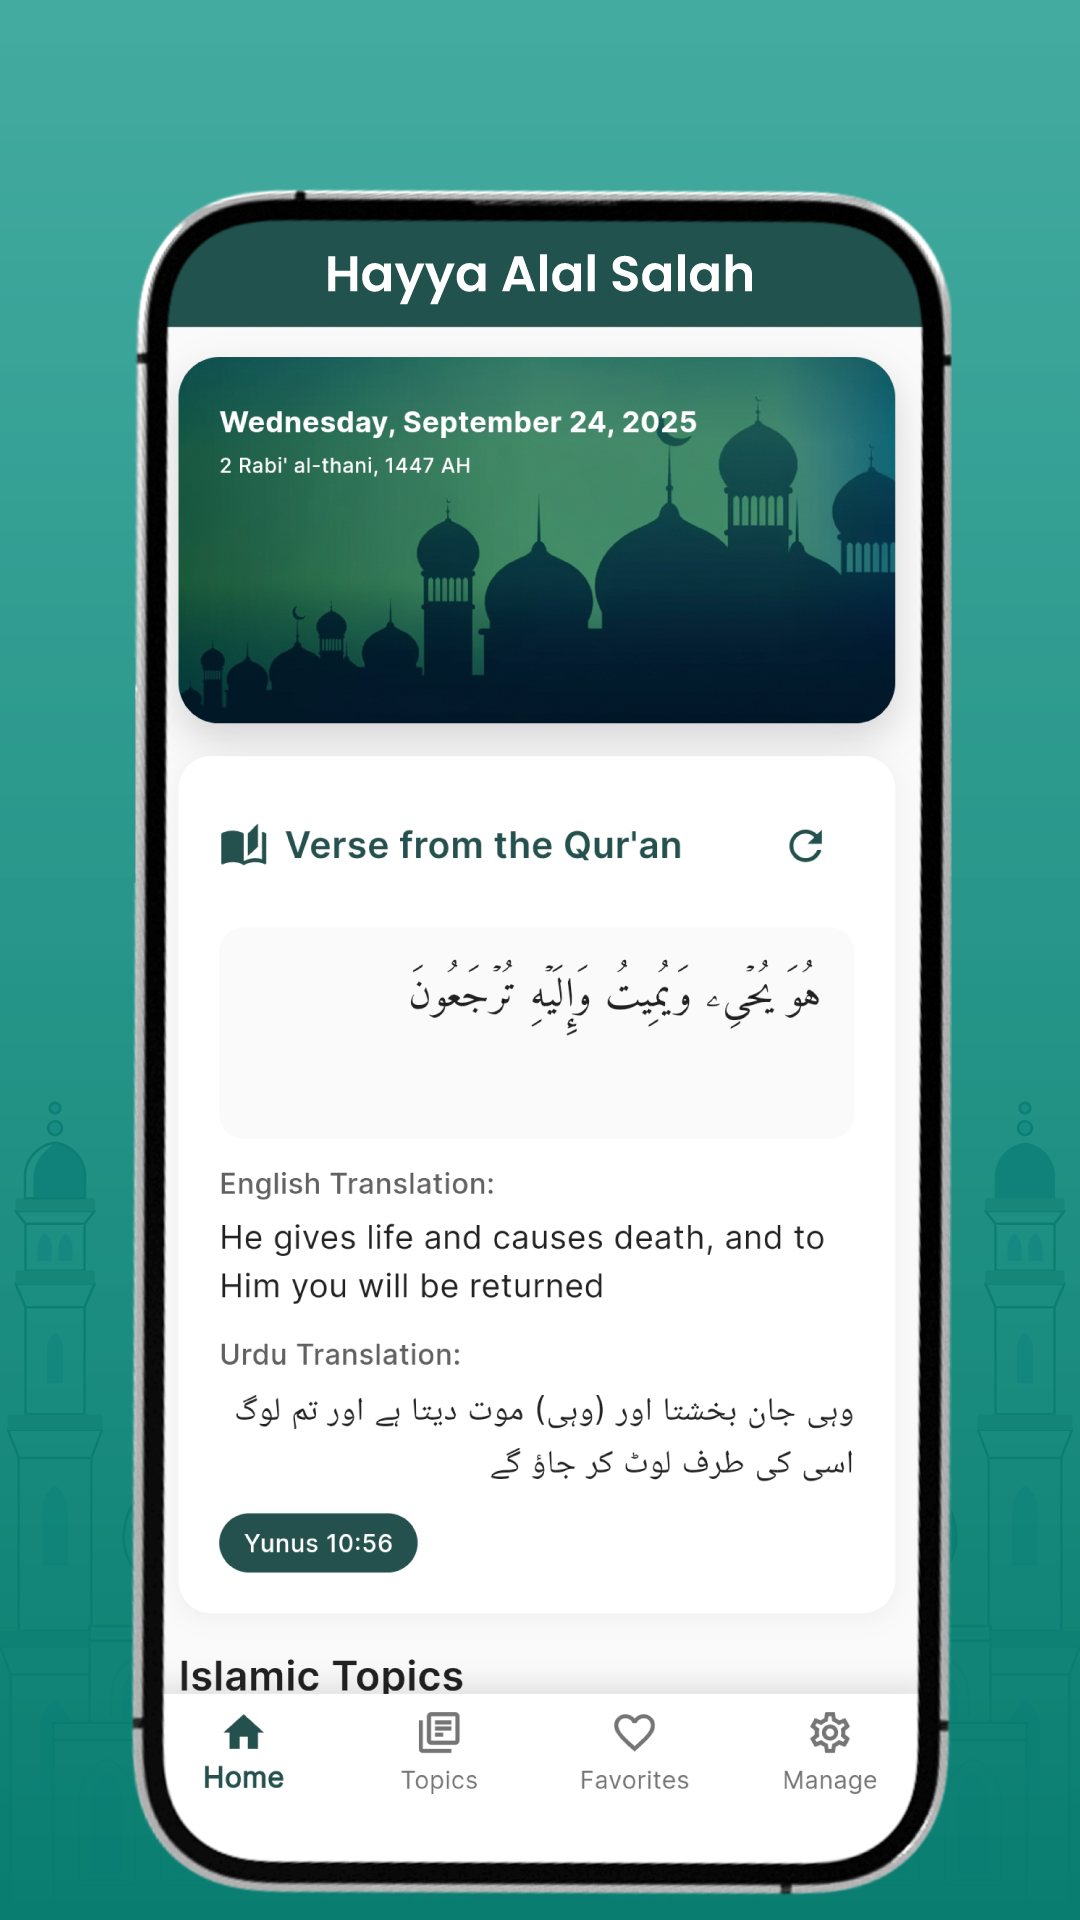 Hayya Alal Salah
Wednesday, September 24, 2025
2 Rabi' al-thani, 1447 AH
Verse from the Qur'an
هُوَ يُحْىِۦ وَيُمِيتُ وَإِلَيْهِ تُرْجَعُونَ
English Translation:
He gives life and causes death, and to
Him you will be returned
Urdu Translation:
وہی جان بخشتا اور (وہی) موت دیتا ہے اور تم لوگ
اسی کی طرف لوٹ کر جاؤ گے
Yunus 10:56
Islamic Topics
Home
Topics
Favorites
Manage